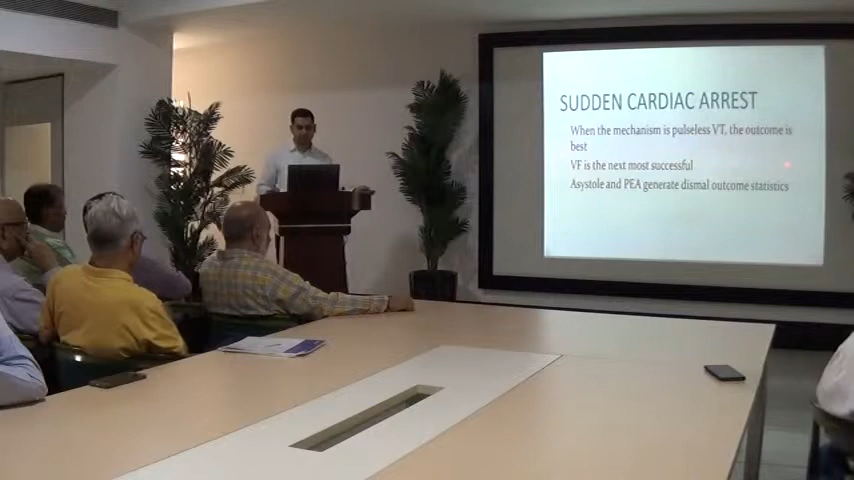 SUDDEN CARDIAC ARREST
When the mechanism is pulseless VT, the outcome is
best
VF is the next most successful
Asystole and PEA generate dismal outcome statistics